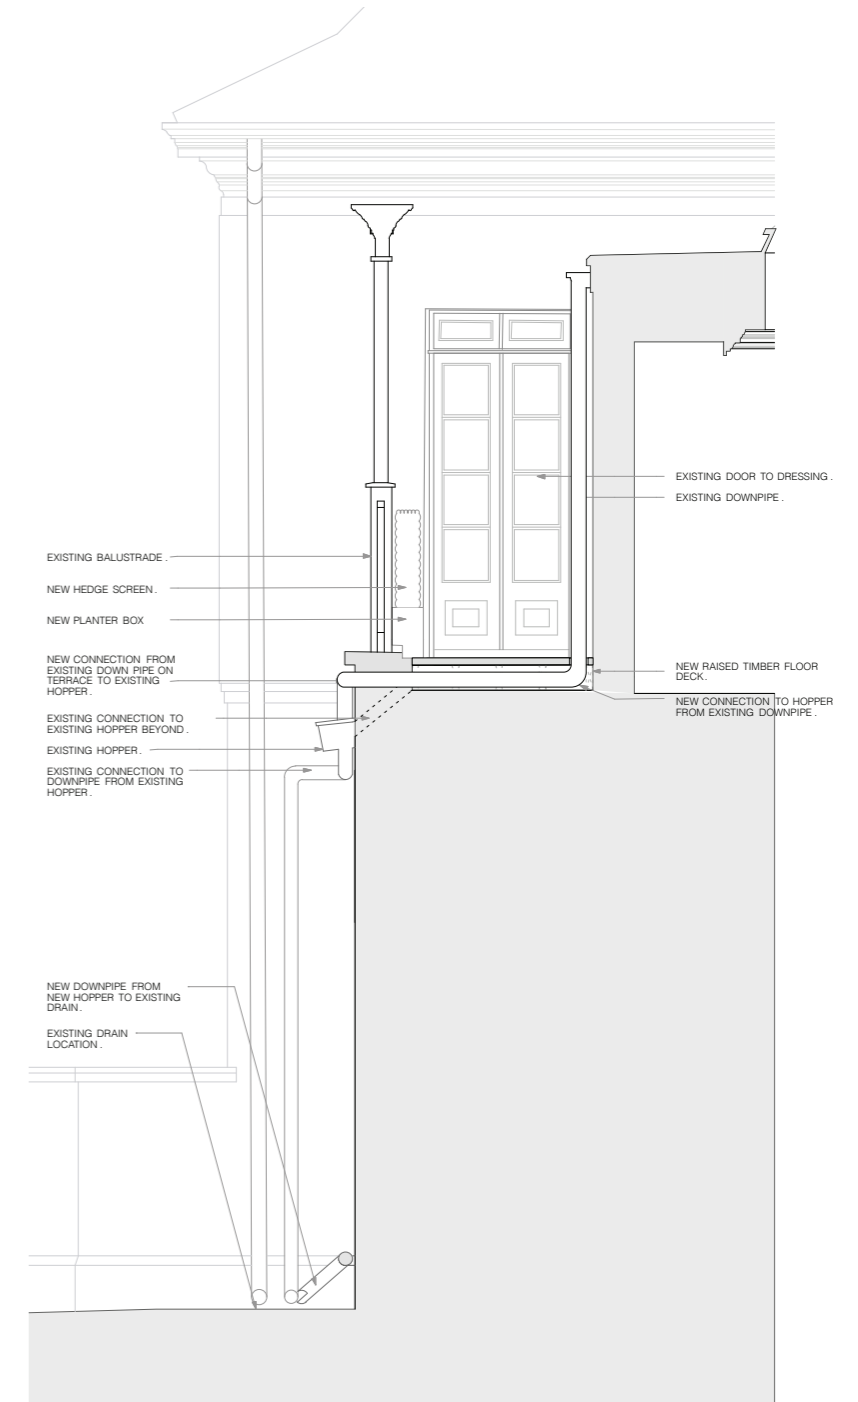 EXISTING DOOR TO DRESSING.
EXISTING DOWNPIPE.
EXISTING BALUSTRADE.
NEW HEDGE SCREEN.
NEW PLANTER BOX
NEW CONNECTION FROM
EXISTING DOWN PIPE ON
TERRACE TO EXISTING
HOPPER.
NEW RAISED TIMBER FLOOR
DECK.
NEW CONNECTION TO HOPPER
FROM EXISTING DOWNPIPE.
EXISTING CONNECTION TO
EXISTING HOPPER BEYOND.
EXISTING HOPPER.
EXISTING CONNECTION TO
DOWNPIPE FROM EXISTING
HOPPER.
NEW DOWNPIPE FROM
NEW HOPPER TO EXISTING
DRAIN.
EXISTING DRAIN
LOCATION.